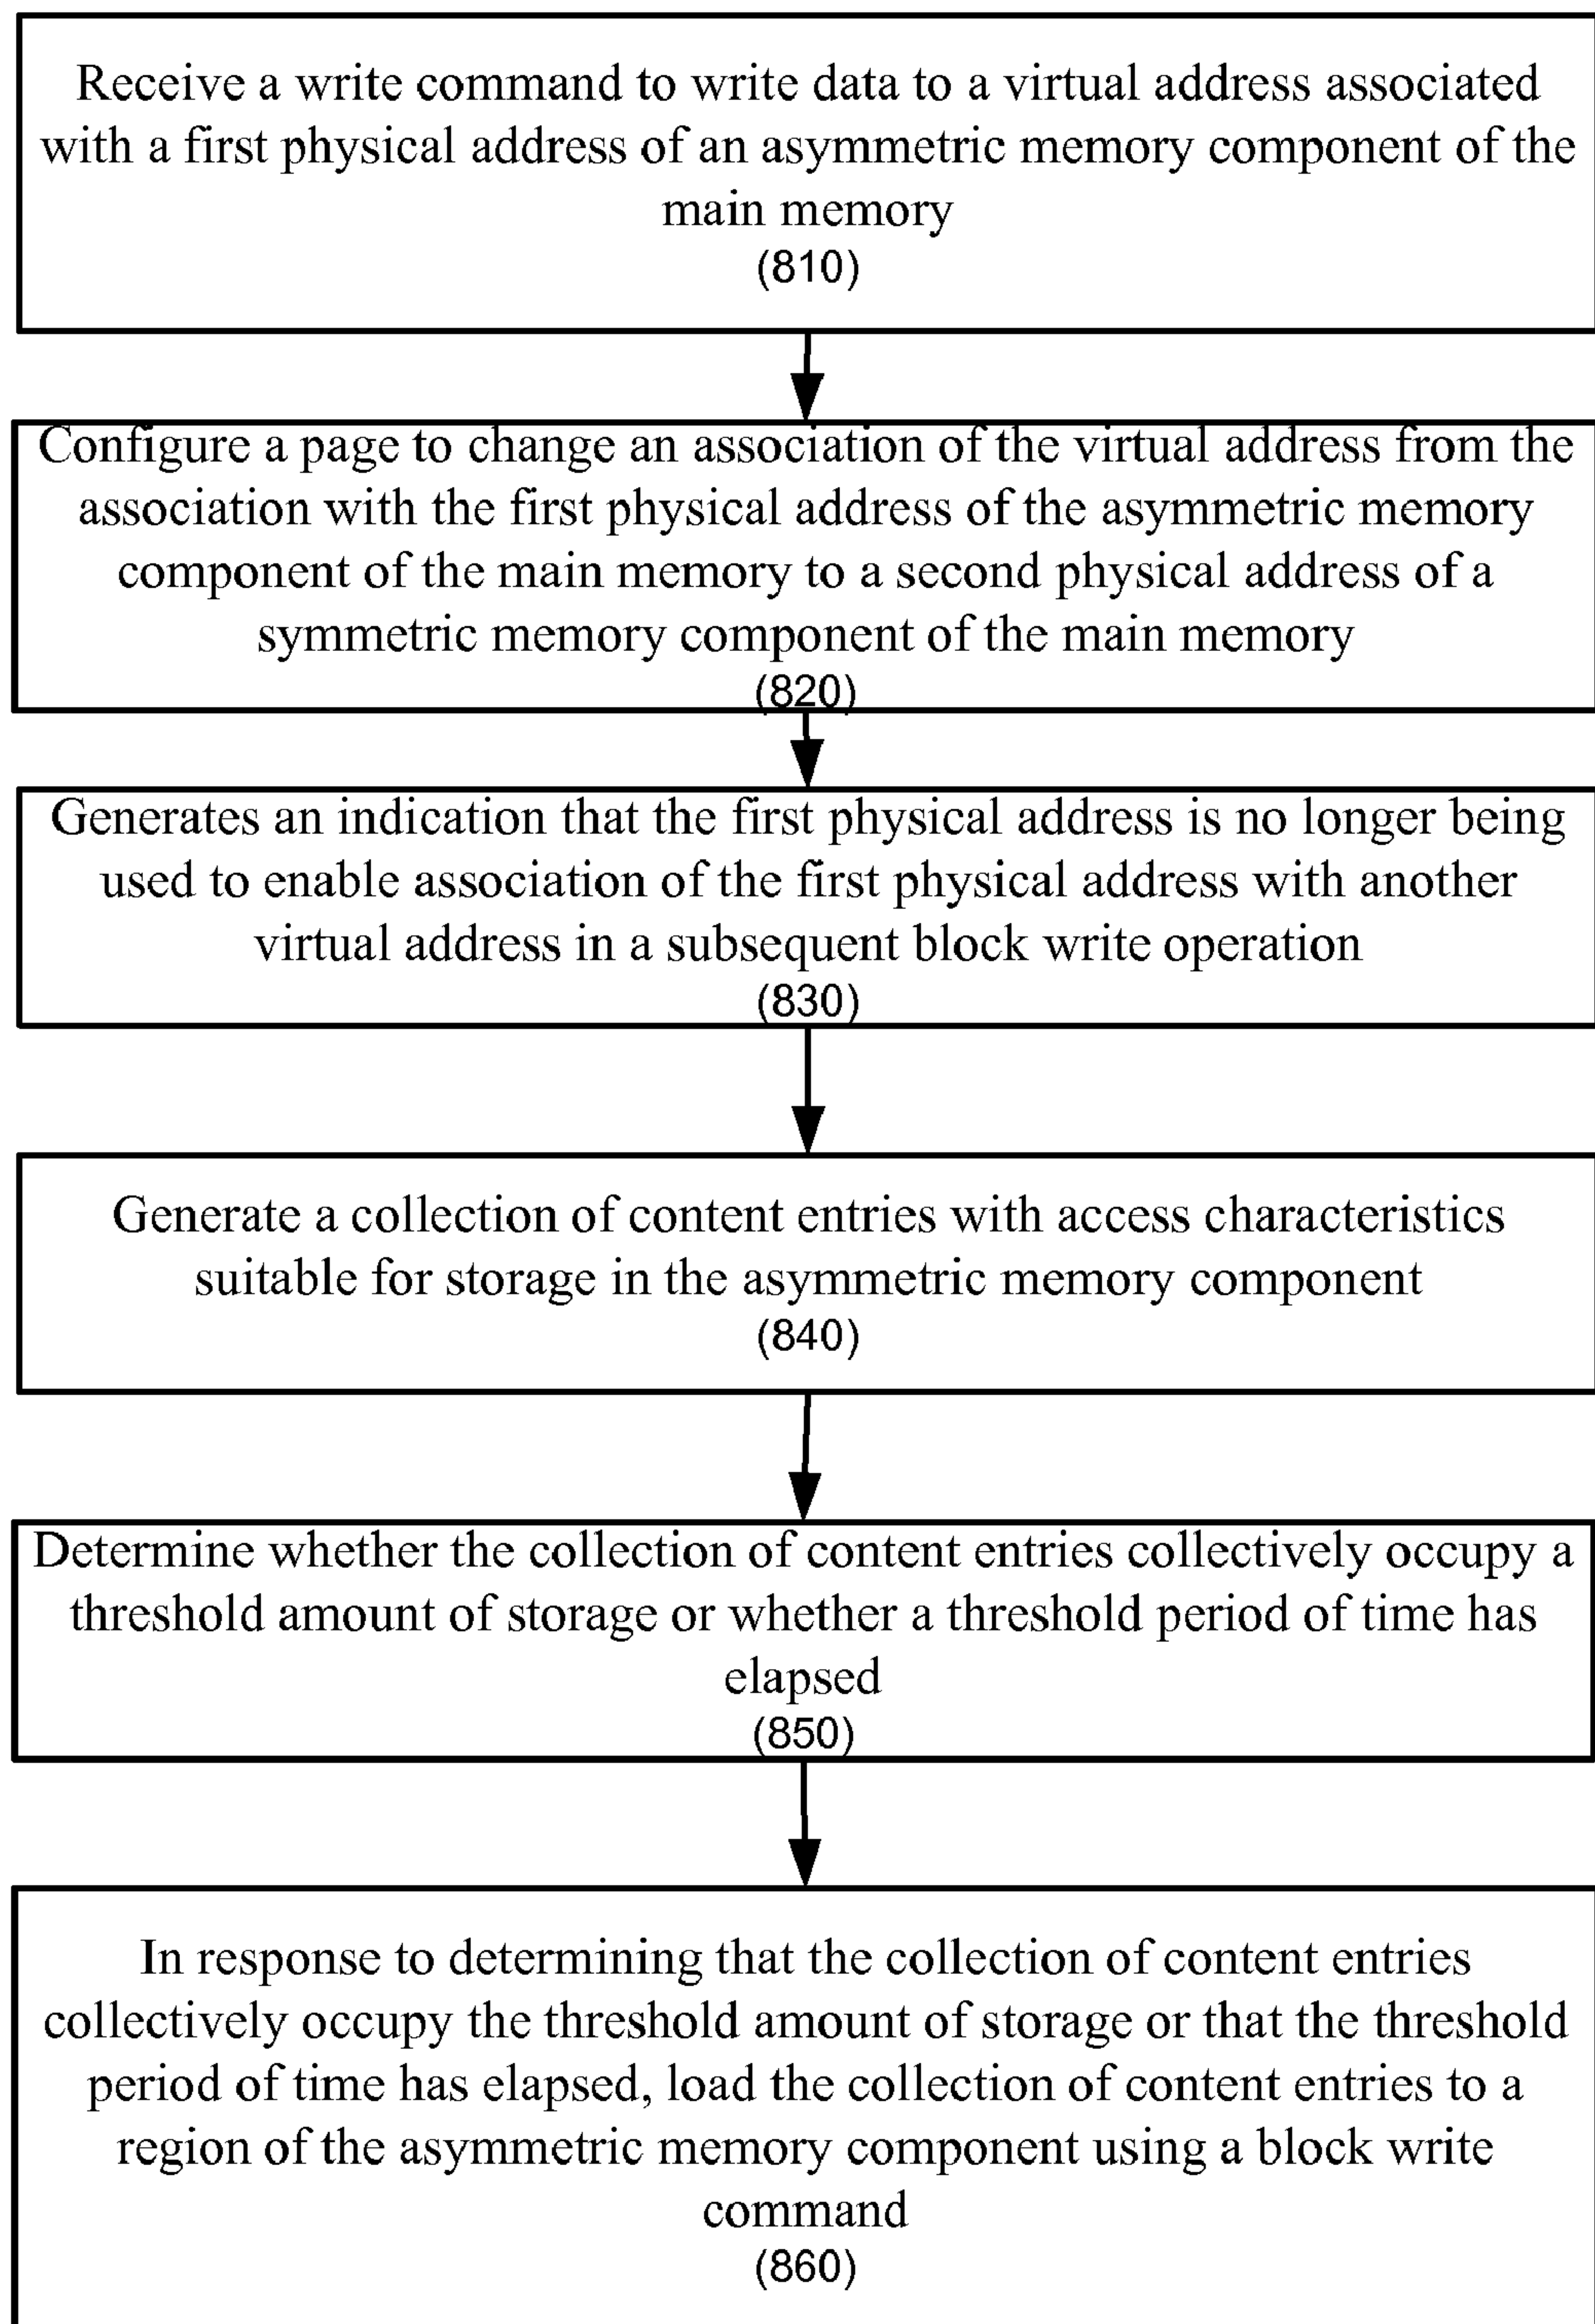 Receive a write command to write data to a virtual address associated
with a first physical address of an asymmetric memory component of the
main memory
(810)
Configure a page to change an association of the virtual address from the
association with the first physical address of the asymmetric memory
component of the main memory to a second physical address of a
symmetric memory component of the main memory
(820)
Generates an indication that the first physical address is no longer being
used to enable association of the first physical address with another
virtual address in a subsequent block write operation
(830)
Generate a collection of content entries with access characteristics
suitable for storage in the asymmetric memory component
(840)
Determine whether the collection of content entries collectively occupy a
threshold amount of storage or whether a threshold period of time has
elapsed
(850)
In response to determining that the collection of content entries
collectively occupy the threshold amount of storage or that the threshold
period of time has elapsed, load the collection of content entries to a
region of the asymmetric memory component using a block write
command
(860)